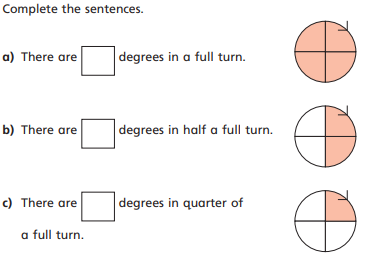 Complete the sentences.
a) There are degrees in a full turn.
b) There are degrees in half a full turn.
c) There are degrees in quarter of
a full turn.